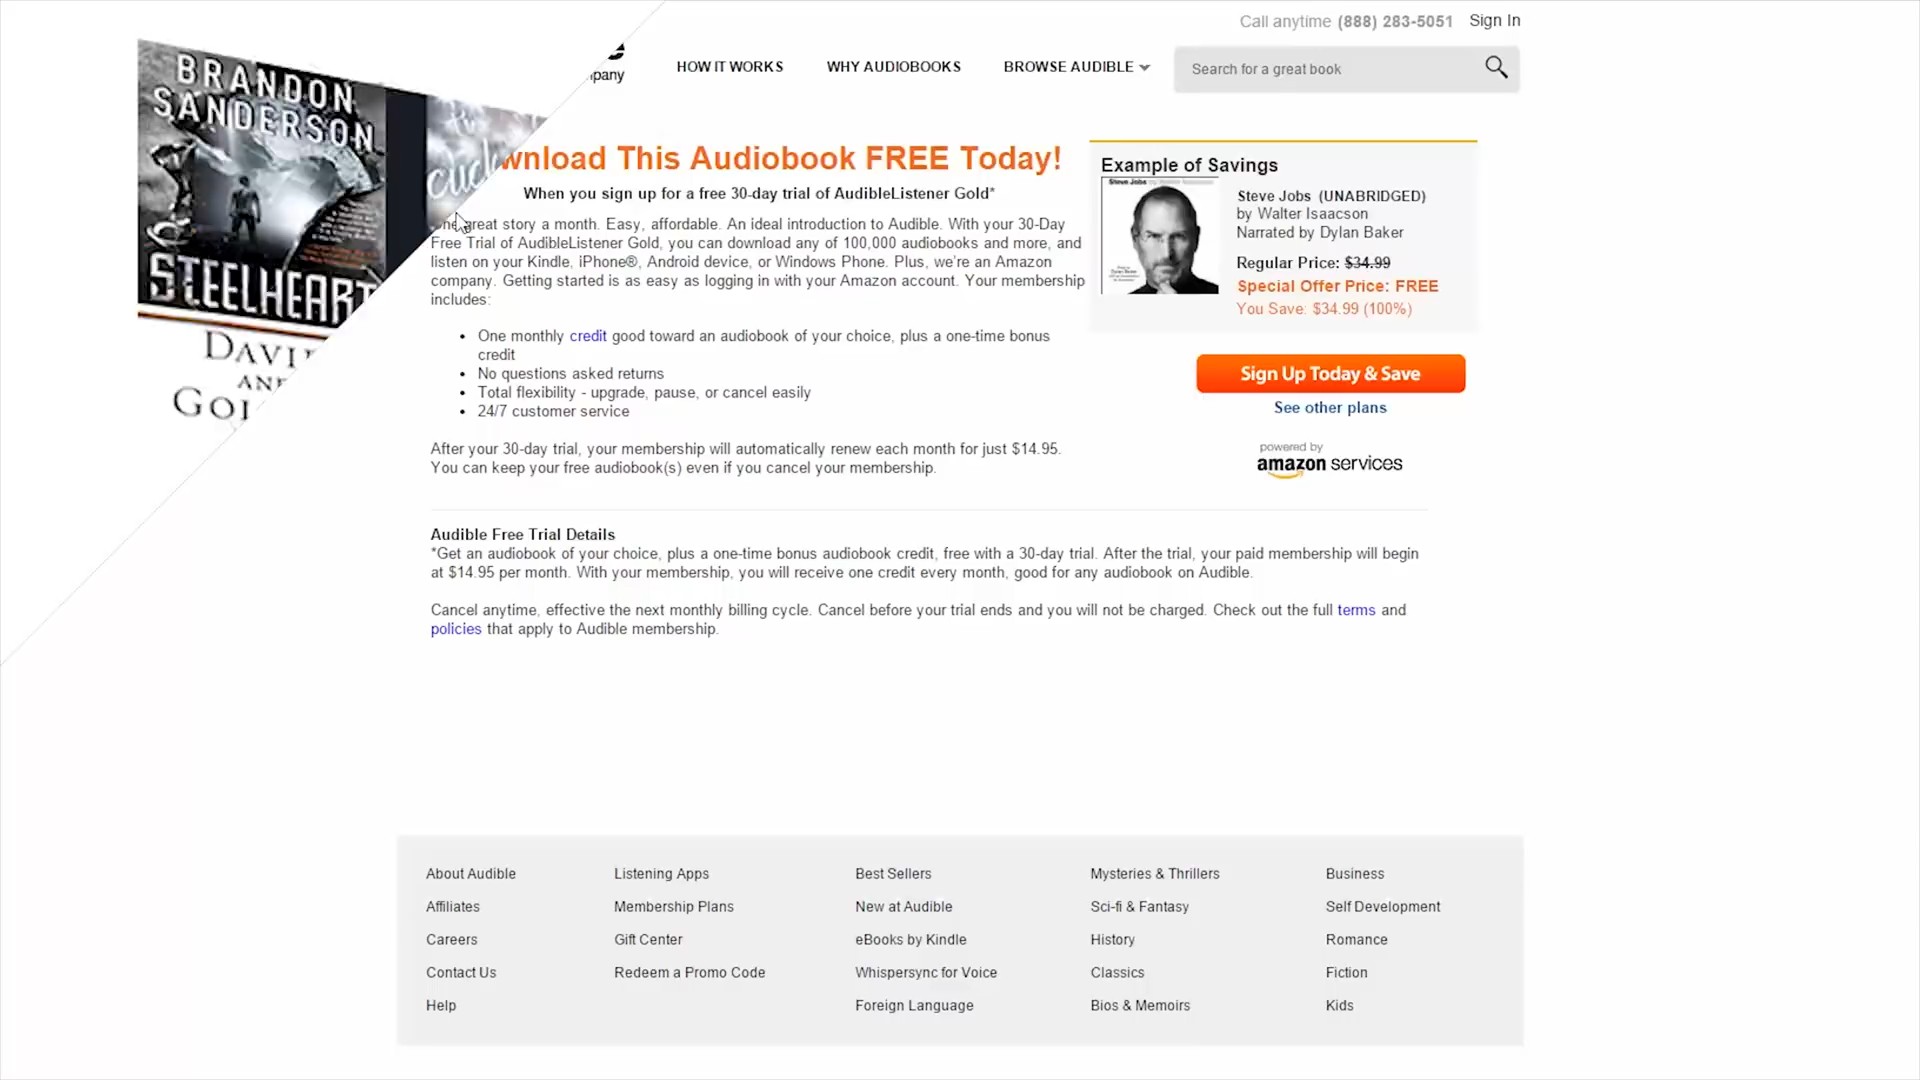 Call anytime (888) 283-5051 Sign In
HOW IT WORKS WHY AUDIOBOOKS BROWSE AUDIBLE
Search for a great book
BRANDON
SANDERSON
STEELHEART
wnload This Audiobook FREE Today!
When you sign up for a free 30-day trial of AudibleListener Gold*
great story a month. Easy, affordable. An ideal introduction to Audible. With your 30-Day
Free Trial of AudibleListener Gold, you can download any of 100,000 audiobooks and more, and
listen on your Kindle, iPhone®, Android device, or Windows Phone. Plus, we're an Amazon
company. Getting started is as easy as logging in with your Amazon account. Your membership
includes:
One monthly credit good toward an audiobook of your choice, plus a one-time bonus
credit
No questions asked returns
Total flexibility - upgrade, pause, or cancel easily
24/7 customer service
After your 30-day trial, your membership will automatically renew each month for just $14.95.
You can keep your free audiobook(s) even if you cancel your membership.
Example of Savings
Steve Jobs (UNABRIDGED)
by Walter Isaacson
Narrated by Dylan Baker
Regular Price: $34.99
Special Offer Price: FREE
You Save: $34.99 (100%)
Sign Up Today & Save
See other plans
powered by
amazon services
Audible Free Trial Details
*Get an audiobook of your choice, plus a one-time bonus audiobook credit, free with a 30-day trial. After the trial, your paid membership will begin
at $14.95 per month. With your membership, you will receive one credit every month, good for any audiobook on Audible.
Cancel anytime, effective the next monthly billing cycle. Cancel before your trial ends and you will not be charged. Check out the full terms and
policies that apply to Audible membership.
About Audible Listening Apps Best Sellers Mysteries & Thrillers Business
Affiliates Membership Plans New at Audible Sci-fi & Fantasy Self Development
Careers Gift Center eBooks by Kindle History Romance
Contact Us Redeem a Promo Code Whispersync for Voice Classics Fiction
Help Foreign Language Bios & Memoirs Kids